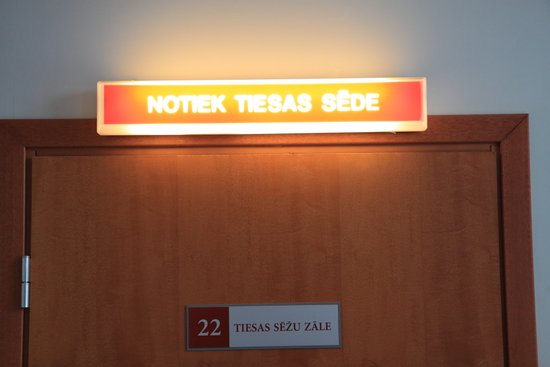 NOTIEK TIESAS SĒDE
22 TIESAS SĒŽU ZĀLE